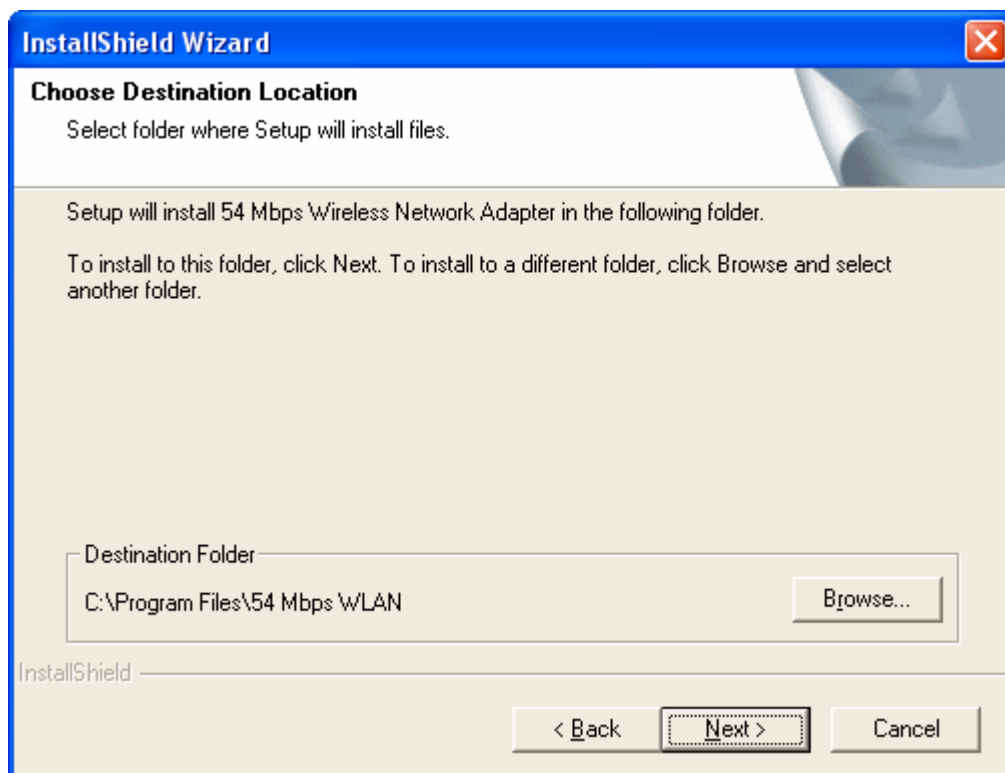 InstallShield Wizard
Choose Destination Location
Select folder where Setup will install files.
Setup will install 54 Mbps Wireless Network Adapter in the following folder.
To install to this folder, click Next. To install to a different folder, click Browse and select
another folder.
Destination Folder
C:\Program Files\54 Mbps WLAN
Browse...
InstallShield
< Back
Next >
Cancel